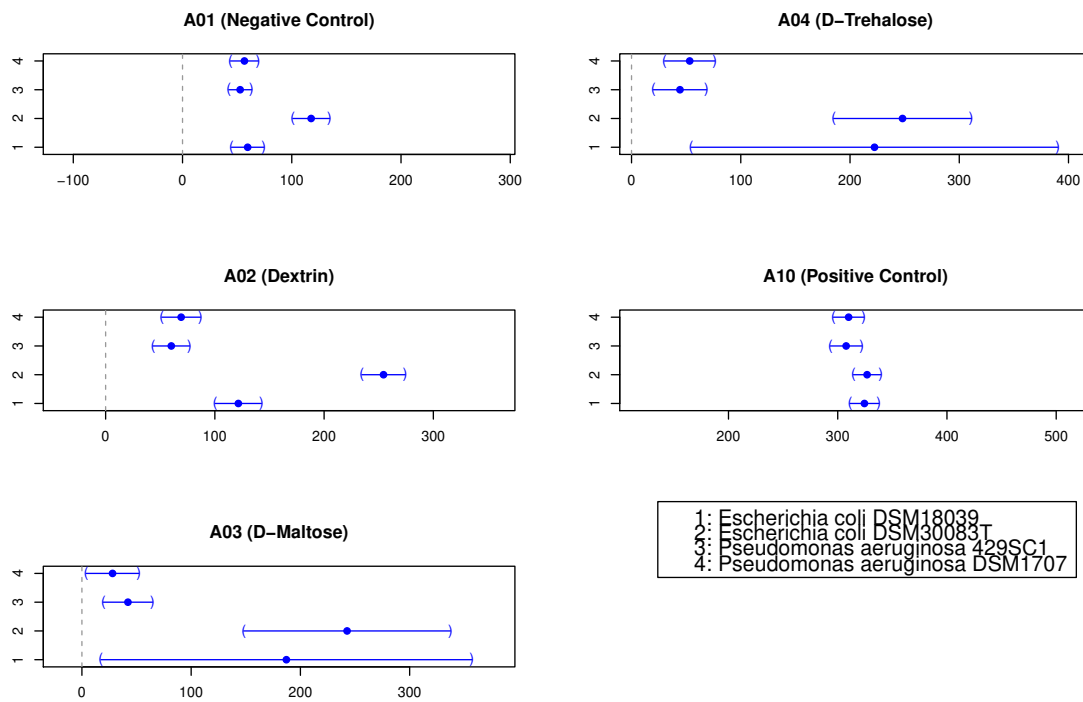 A01 (Negative Control)
4
3
2
1
−100 0 100 200 300
A04 (D−Trehalose)
4
3
2
1
0 100 200 300 400
A02 (Dextrin)
4
3
2
1
0 100 200 300
A10 (Positive Control)
4
3
2
1
200 300 400 500
A03 (D−Maltose)
4
3
2
1
0 100 200 300
1: Escherichia coli DSM18039
2: Escherichia coli DSM30083T
3: Pseudomonas aeruginosa 429SC1
4: Pseudomonas aeruginosa DSM1707